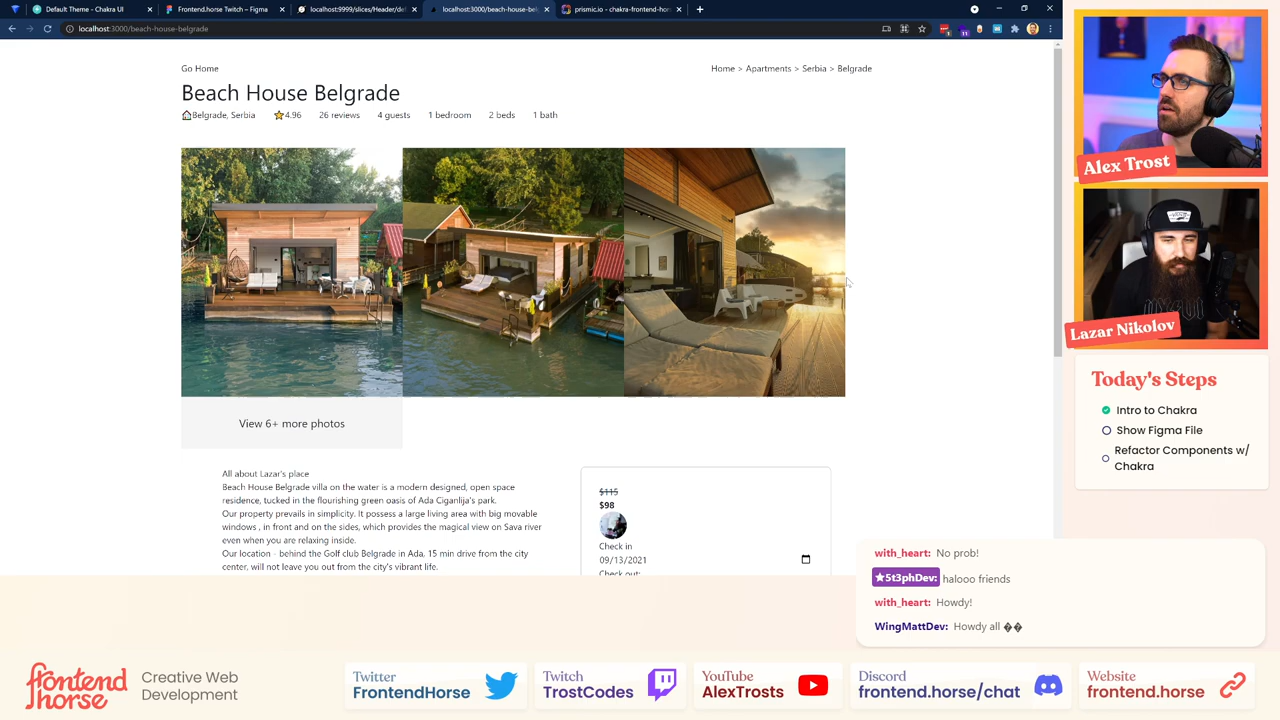 Default Theme - Chakra UI
Frontend.horse Twitch – Figma
localhost:9999/slices/Header/de
localhost:3000/beach-house-bel
prismic.io - chakra-frontend-hor
localhost:3000/beach-house-belgrade
Go Home
Home > Apartments > Serbia > Belgrade
Beach House Belgrade
Belgrade, Serbia
4.96
26 reviews
4 guests
1 bedroom
2 beds
1 bath
View 6+ more photos
All about Lazar's place
Beach House Belgrade villa on the water is a modern designed, open space
residence, tucked in the flourishing green oasis of Ada Ciganlija's park.
Our property prevails in simplicity. It possess a large living area with big movable
windows , in front and on the sides, which provides the magical view on Sava river
even when you are relaxing inside.
Our location - behind the Golf club Belgrade in Ada, 15 min drive from the city
center, will not leave you out from the city's vibrant life.
$115
$98
Check in
09/13/2021
Check out:
Alex Trost
Lazar Nikolov
Today's Steps
Intro to Chakra
Show Figma File
Refactor Components w/
Chakra
with_heart: No prob!
5t3phDev: halooo friends
with_heart: Howdy!
WingMattDev: Howdy all ��
frontend
horse
Creative Web
Development
Twitter
FrontendHorse
Twitch
TrostCodes
YouTube
AlexTrosts
Discord
frontend.horse/chat
Website
frontend.horse